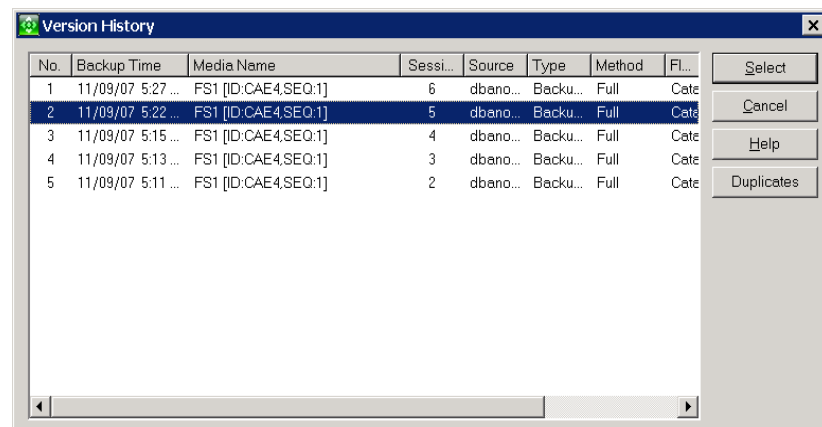 Version History
No. Backup Time Media Name Sessi... Source Type Method Fl...
1 11/09/07 5:27 ... FS1 [ID:CAE4,SEQ:1] 6 dbano... Backu... Full Cate
2 11/09/07 5:22 ... FS1 [ID:CAE4,SEQ:1] 5 dbano... Backu... Full Cate
3 11/09/07 5:15 ... FS1 [ID:CAE4,SEQ:1] 4 dbano... Backu... Full Cate
4 11/09/07 5:13 ... FS1 [ID:CAE4,SEQ:1] 3 dbano... Backu... Full Cate
5 11/09/07 5:11 ... FS1 [ID:CAE4,SEQ:1] 2 dbano... Backu... Full Cate
Select
Cancel
Help
Duplicates